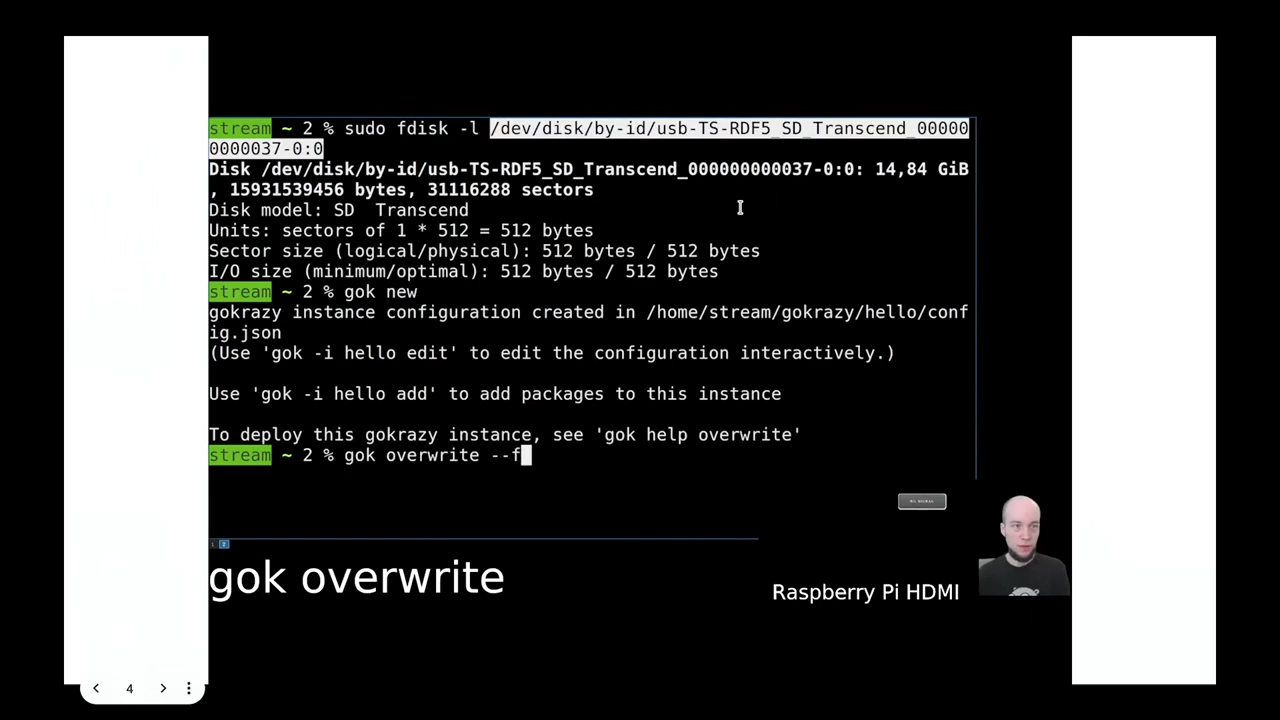 stream ~ 2 % sudo fdisk -l /dev/disk/by-id/usb-TS-RDF5_SD_Transcend_00000
0000037-0:0
Disk /dev/disk/by-id/usb-TS-RDF5_SD_Transcend_000000000037-0:0: 14,84 GiB
, 15931539456 bytes, 31116288 sectors
Disk model: SD  Transcend
Units: sectors of 1 * 512 = 512 bytes
Sector size (logical/physical): 512 bytes / 512 bytes
I/O size (minimum/optimal): 512 bytes / 512 bytes
stream ~ 2 % gok new
gokrazy instance configuration created in /home/stream/gokrazy/hello/conf
ig.json
(Use 'gok -i hello edit' to edit the configuration interactively.)
Use 'gok -i hello add' to add packages to this instance
To deploy this gokrazy instance, see 'gok help overwrite'
stream ~ 2 % gok overwrite --f
1 2
gok overwrite
Raspberry Pi HDMI
4